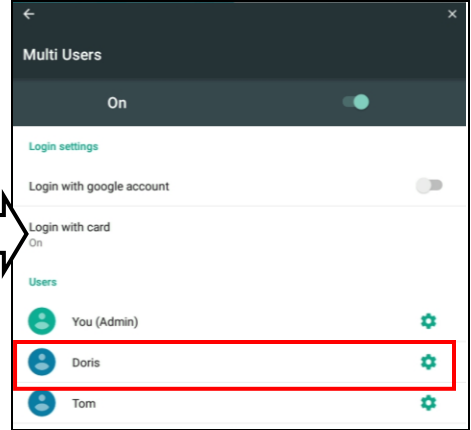 Multi Users
On
Login settings
Login with google account
Login with card
On
Users
You (Admin)
Doris
Tom